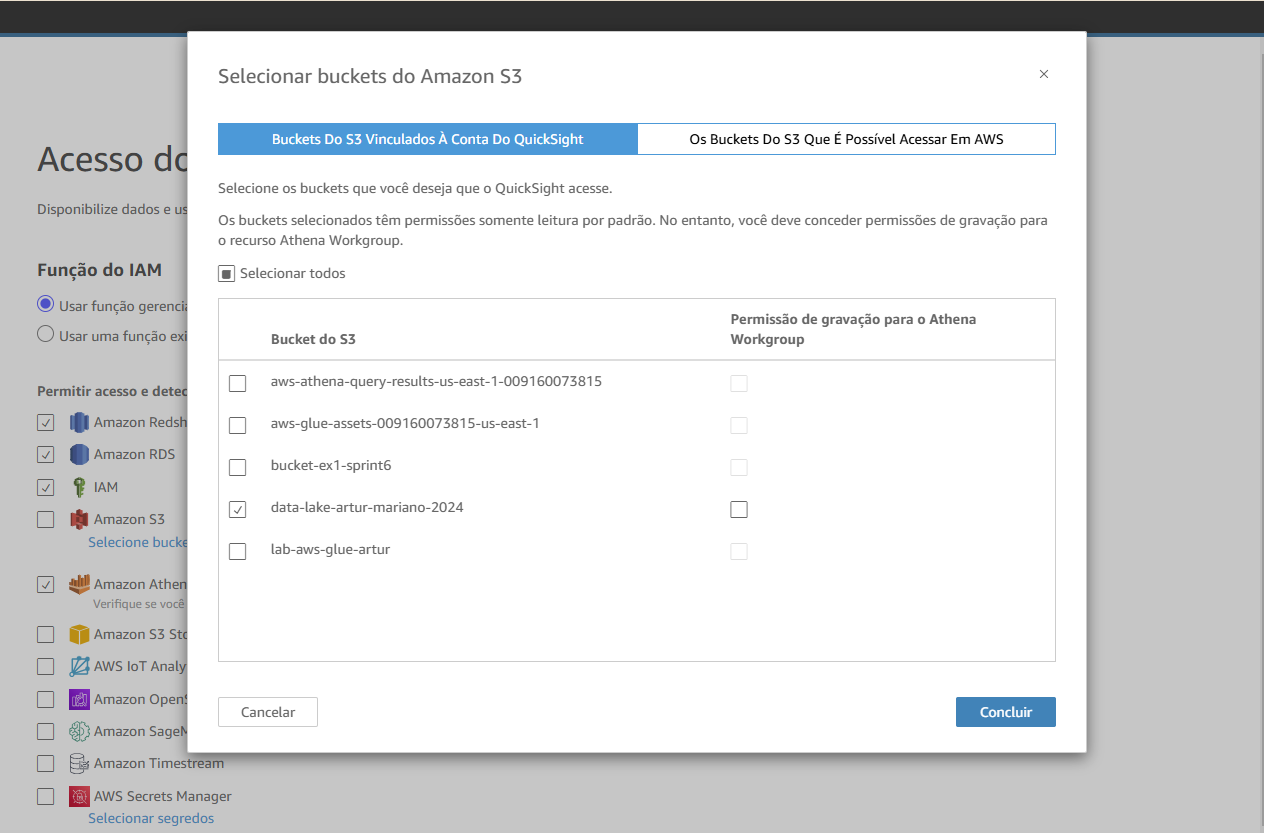 Selecionar buckets do Amazon S3
×
Buckets Do S3 Vinculados À Conta Do QuickSight
Os Buckets Do S3 Que É Possível Acessar Em AWS
Selecione os buckets que você deseja que o QuickSight acesse.
Os buckets selecionados têm permissões somente leitura por padrão. No entanto, você deve conceder permissões de gravação para
o recurso Athena Workgroup.
Selecionar todos
Bucket do S3
Permissão de gravação para o Athena
Workgroup
aws-athena-query-results-us-east-1-009160073815
aws-glue-assets-009160073815-us-east-1
bucket-ex1-sprint6
data-lake-artur-mariano-2024
lab-aws-glue-artur
Cancelar
Concluir
Acesso do
Disponibilize dados e us
Função do IAM
Usar função gerencia
Usar uma função exi
Permitir acesso e detec
Amazon Redsh
Amazon RDS
IAM
Amazon S3
Selecione bucke
Amazon Athen
Verifique se você
Amazon S3 Sto
AWS IoT Analy
Amazon OpenS
Amazon SageM
Amazon Timestream
AWS Secrets Manager
Selecionar segredos